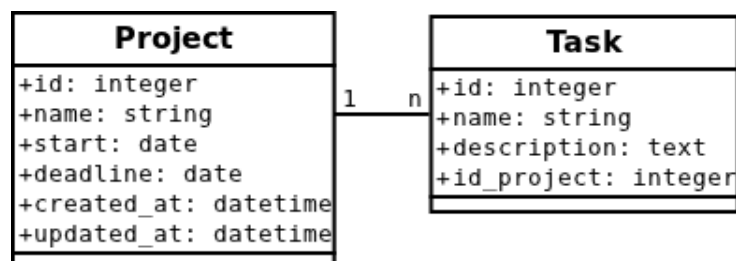 Project
+id: integer
+name: string
+start: date
+deadline: date
+created_at: datetime
+updated_at: datetime
1 n
Task
+id: integer
+name: string
+description: text
+id_project: integer